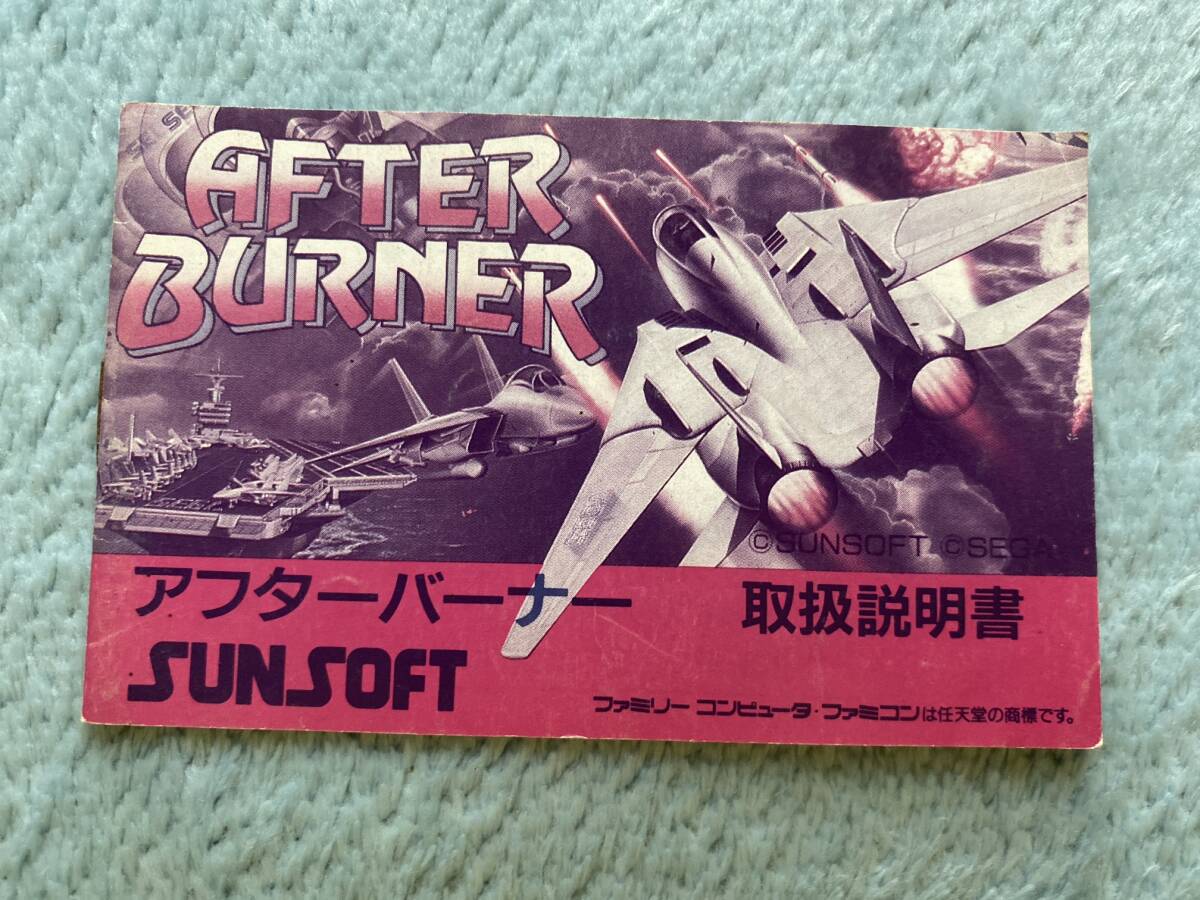 AFTER
BURNER
©SUNSOFT ©SEGA
アフターバーナー 取扱説明書
SUNSOFT
ファミリーコンピュータ・ファミコンは任天堂の商標です。